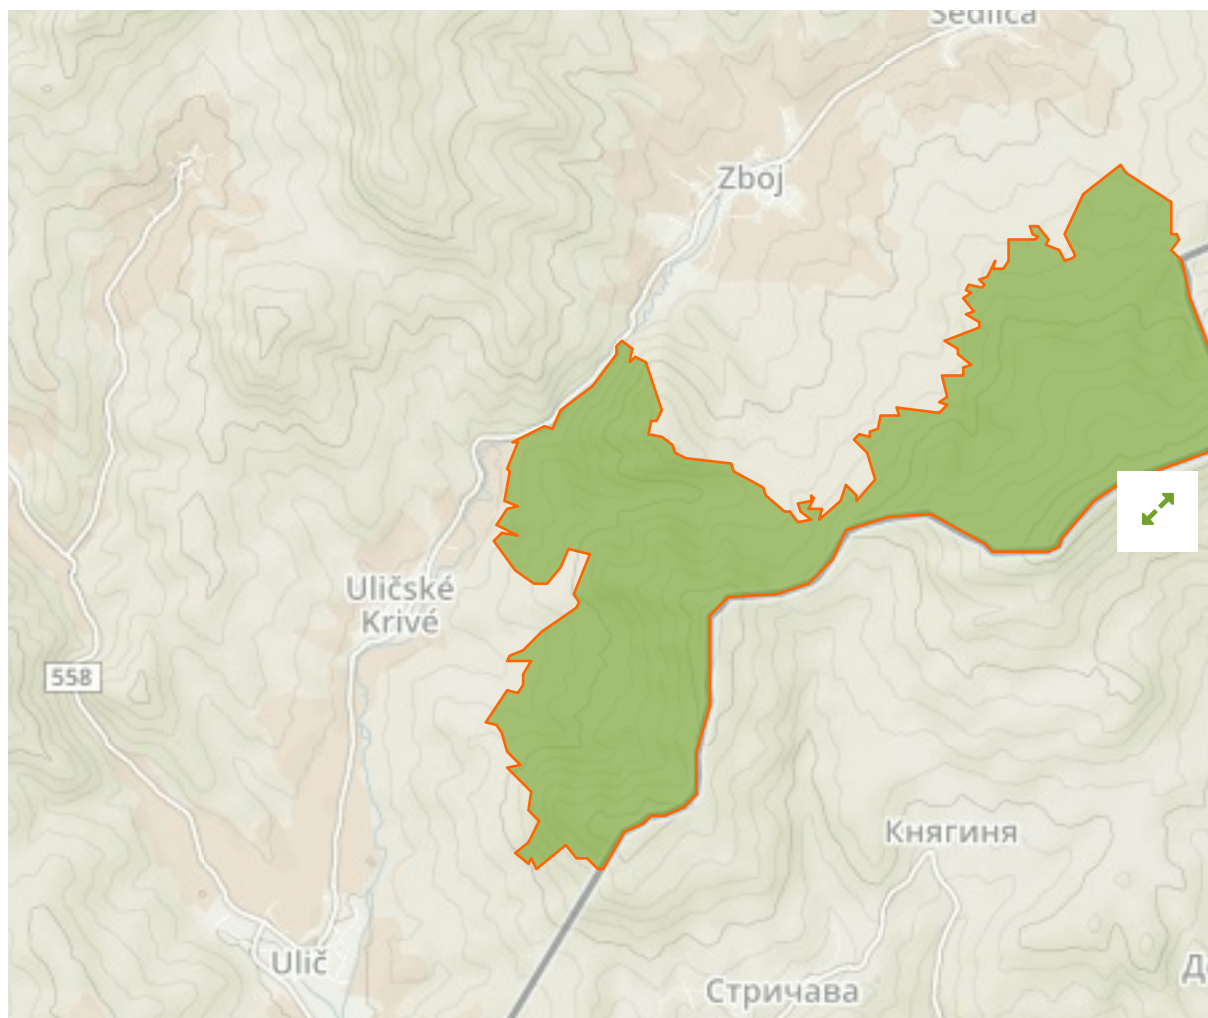 Sedlica
Zboj
Uličské
Krivé
558
Княгиня
Ulič
Стричава